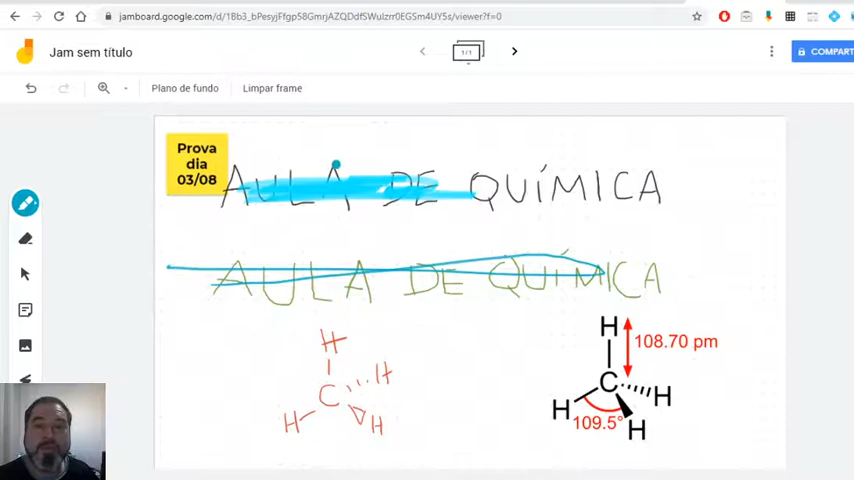 jamboard.google.com/d/1Bb3_bPesyjFfgp58GmrjAZQDdfSWulzrr0EGSm4UY5s/viewer?f=0
Jam sem título
1/1
COMPART
Plano de fundo
Limpar frame
Prova
dia
03/08
AULA DE QUÍMICA
AULA DE QUÍMICA
H
H
C
H
H
H
108.70 pm
C
H
H
109.5°
H